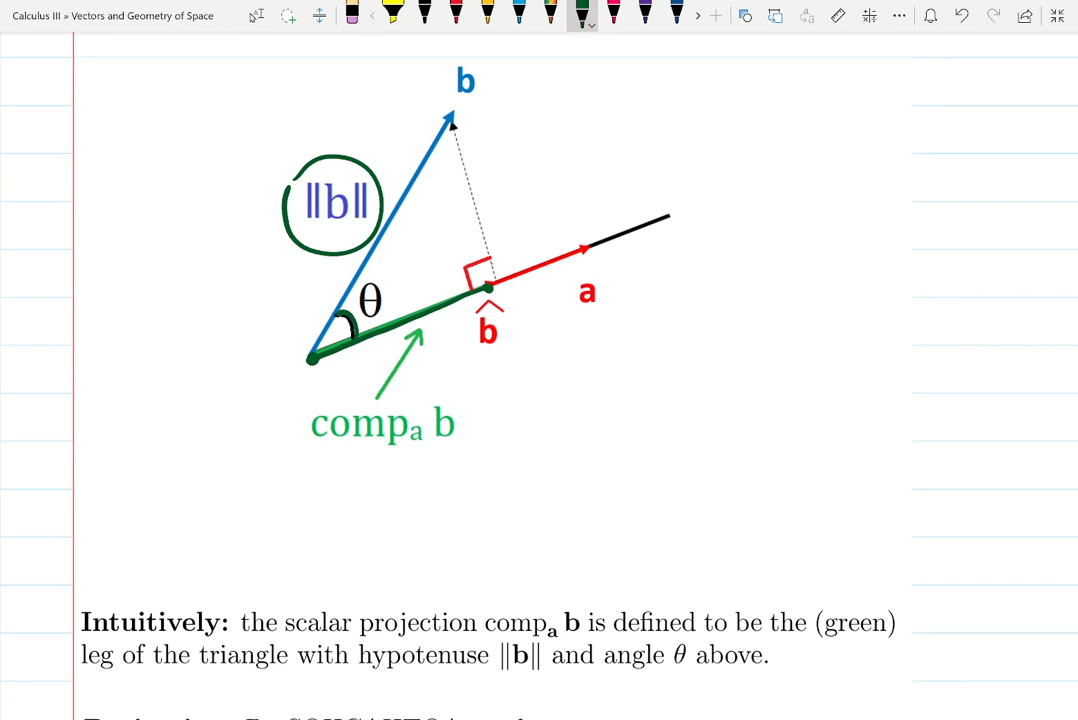 Calculus III » Vectors and Geometry of Space
b
‖b‖
θ
a
b̂
compₐ b
Intuitively: the scalar projection compₐ b is defined to be the (green)
leg of the triangle with hypotenuse ‖b‖ and angle θ above.